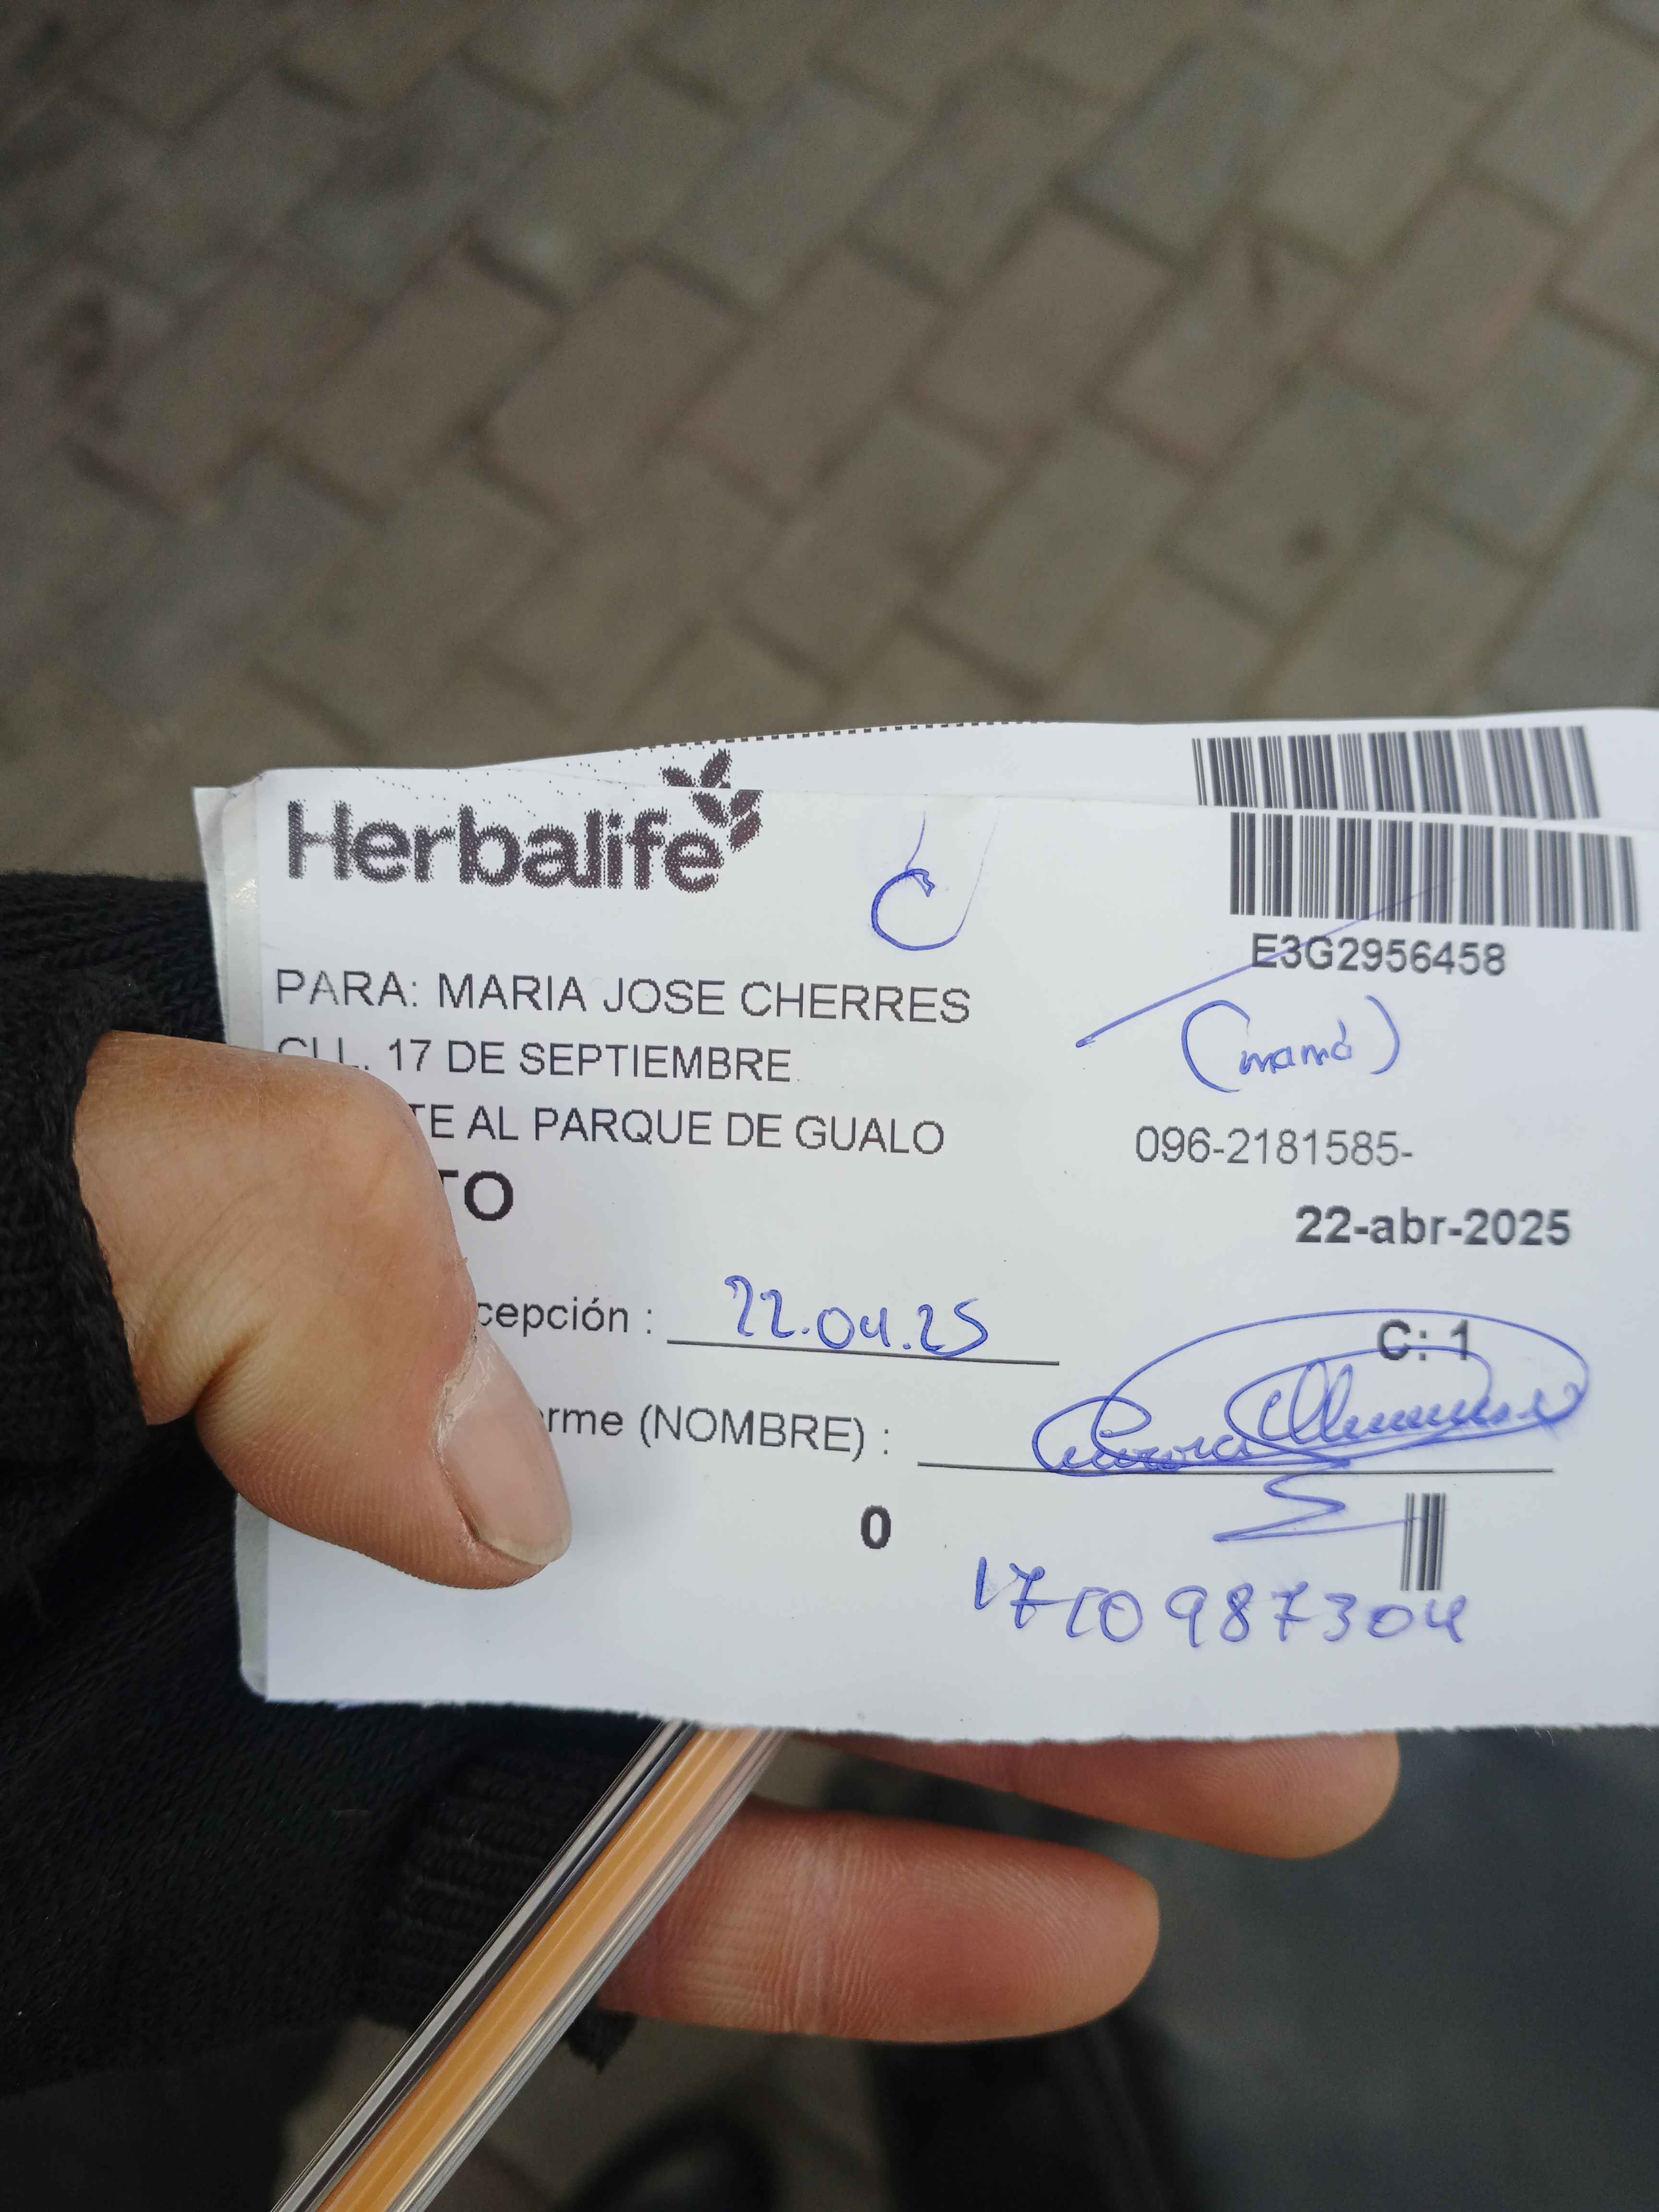 Herbalife
E3G2956458
PARA: MARIA JOSE CHERRES
(mamá)
17 DE SEPTIEMBRE
TE AL PARQUE DE GUALO
096-2181585-
TO
22-abr-2025
cepción : 22.04.25
C: 1
rme (NOMBRE) :
0
1710987304